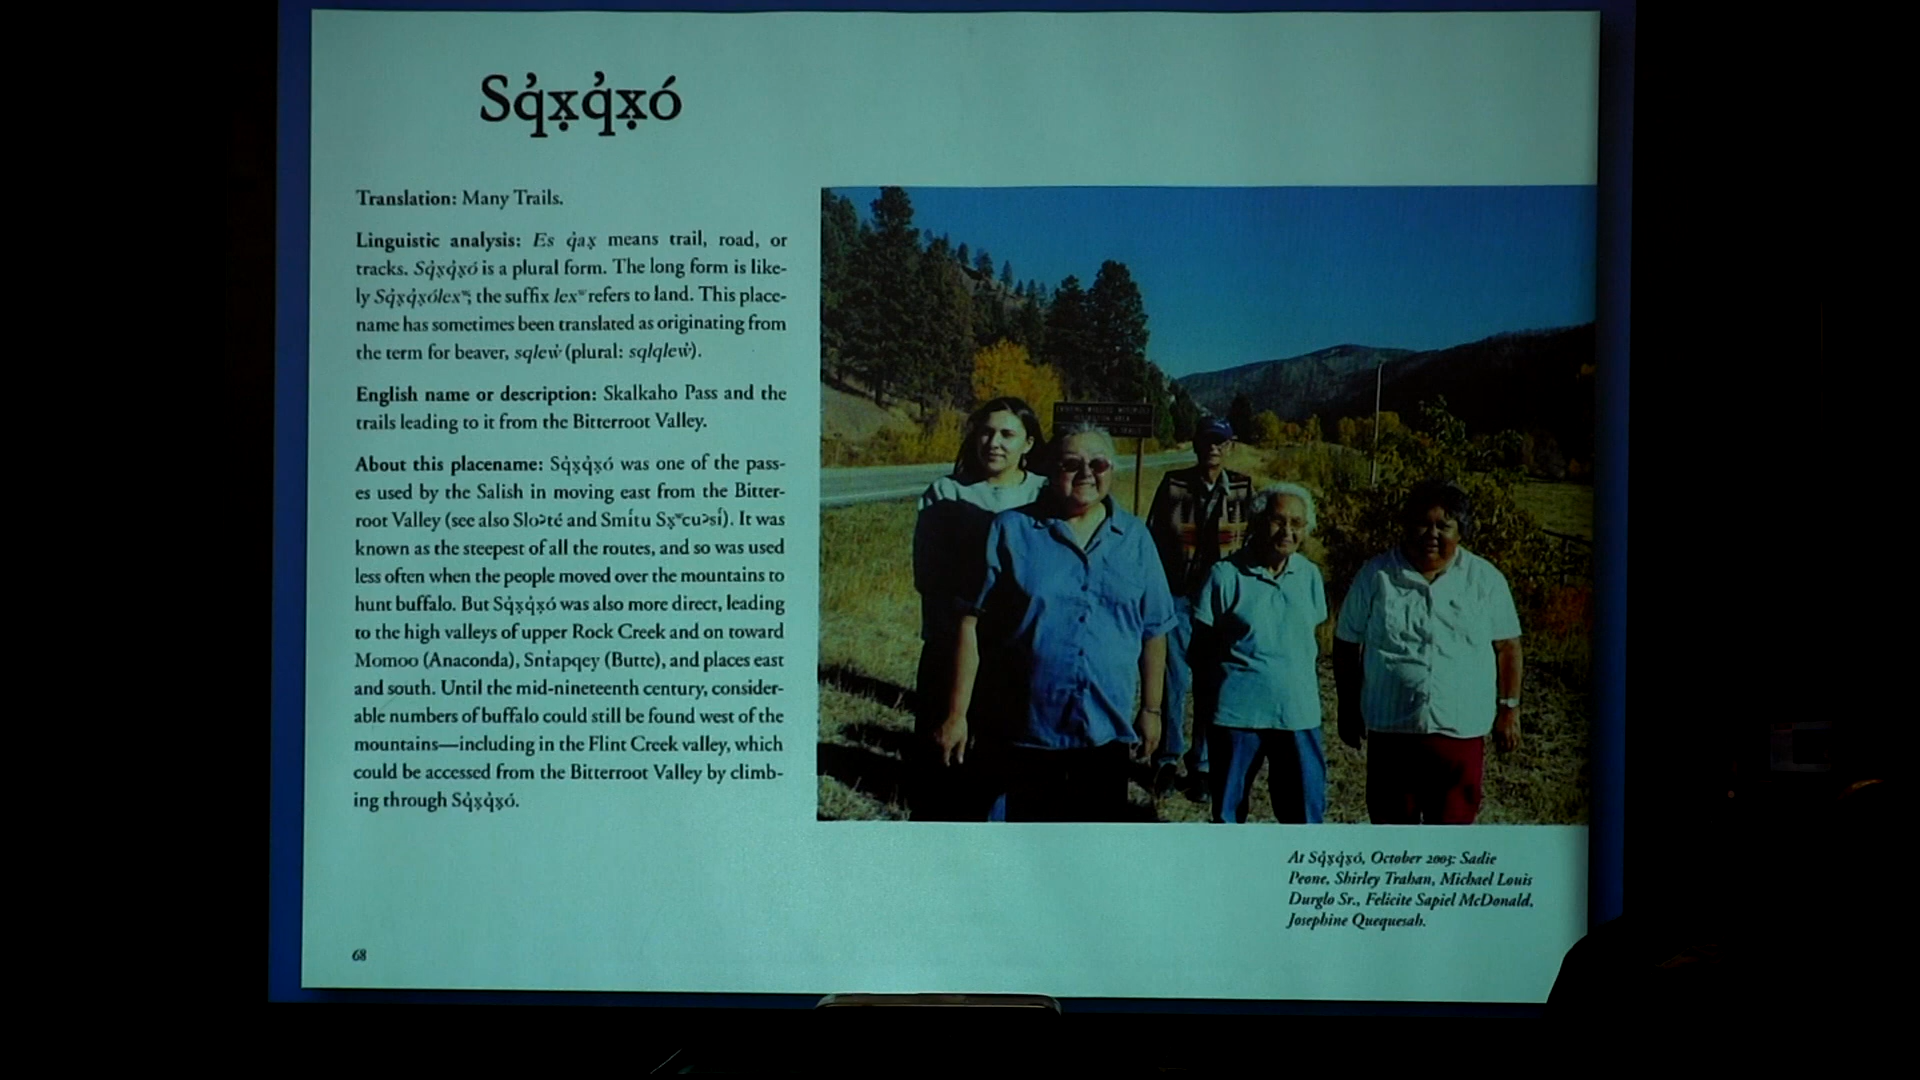 Sq̓x̣q̓x̣ó
Translation: Many Trails.
Linguistic analysis: Es q̓ax̣ means trail, road, or
tracks. Sq̓x̣q̓x̣ó is a plural form. The long form is like-
ly Sq̓x̣q̓x̣ólexʷ; the suffix lexʷ refers to land. This place-
name has sometimes been translated as originating from
the term for beaver, sqlew̓ (plural: sqlqlew̓).
English name or description: Skalkaho Pass and the
trails leading to it from the Bitterroot Valley.
About this placename: Sq̓x̣q̓x̣ó was one of the pass-
es used by the Salish in moving east from the Bitter-
root Valley (see also Sloʔté and Smítu Sx̣ʷcuʔsí). It was
known as the steepest of all the routes, and so was used
less often when the people moved over the mountains to
hunt buffalo. But Sq̓x̣q̓x̣ó was also more direct, leading
to the high valleys of upper Rock Creek and on toward
Momoo (Anaconda), Snt̓apqey (Butte), and places east
and south. Until the mid-nineteenth century, consider-
able numbers of buffalo could still be found west of the
mountains—including in the Flint Creek valley, which
could be accessed from the Bitterroot Valley by climb-
ing through Sq̓x̣q̓x̣ó.
At Sq̓x̣q̓x̣ó, October 2003: Sadie
Peone, Shirley Trahan, Michael Louis
Durglo Sr., Felicite Sapiel McDonald,
Josephine Quequesah.
68